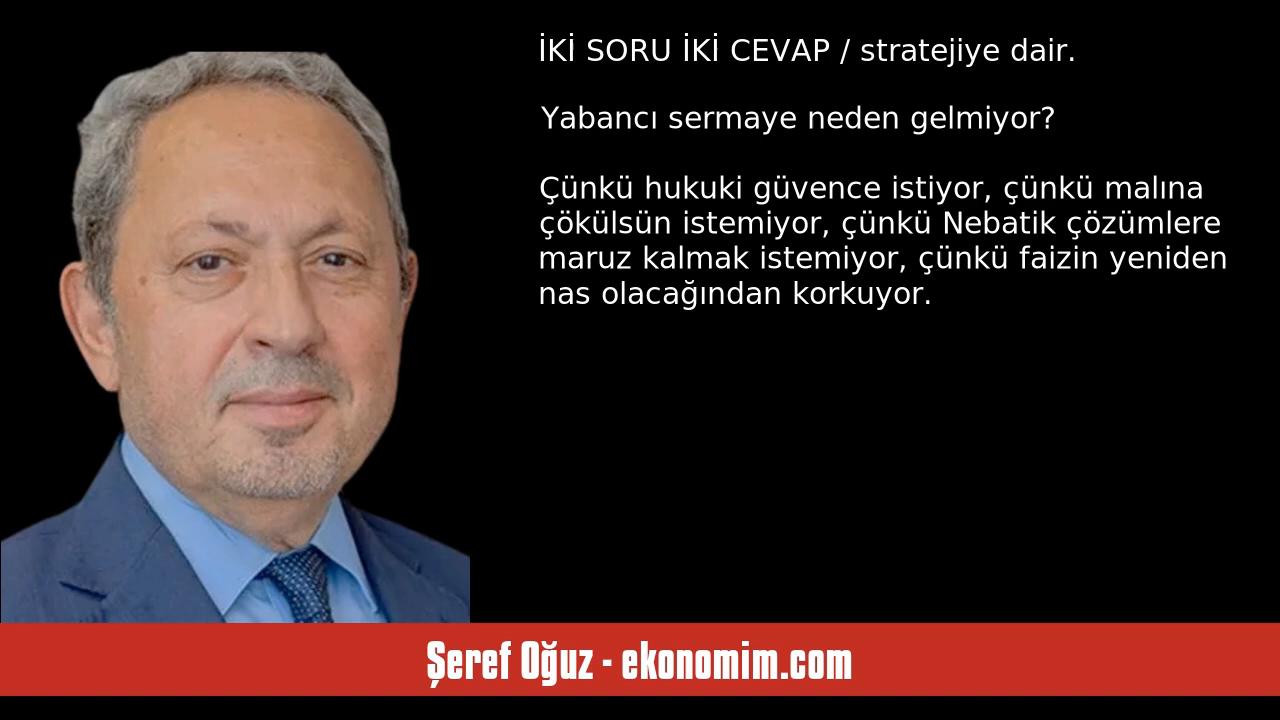 İKİ SORU İKİ CEVAP / stratejiye dair.
Yabancı sermaye neden gelmiyor?
Çünkü hukuki güvence istiyor, çünkü malına
çökülsün istemiyor, çünkü Nebatik çözümlere
maruz kalmak istemiyor, çünkü faizin yeniden
nas olacağından korkuyor.
Şeref Oğuz - ekonomim.com